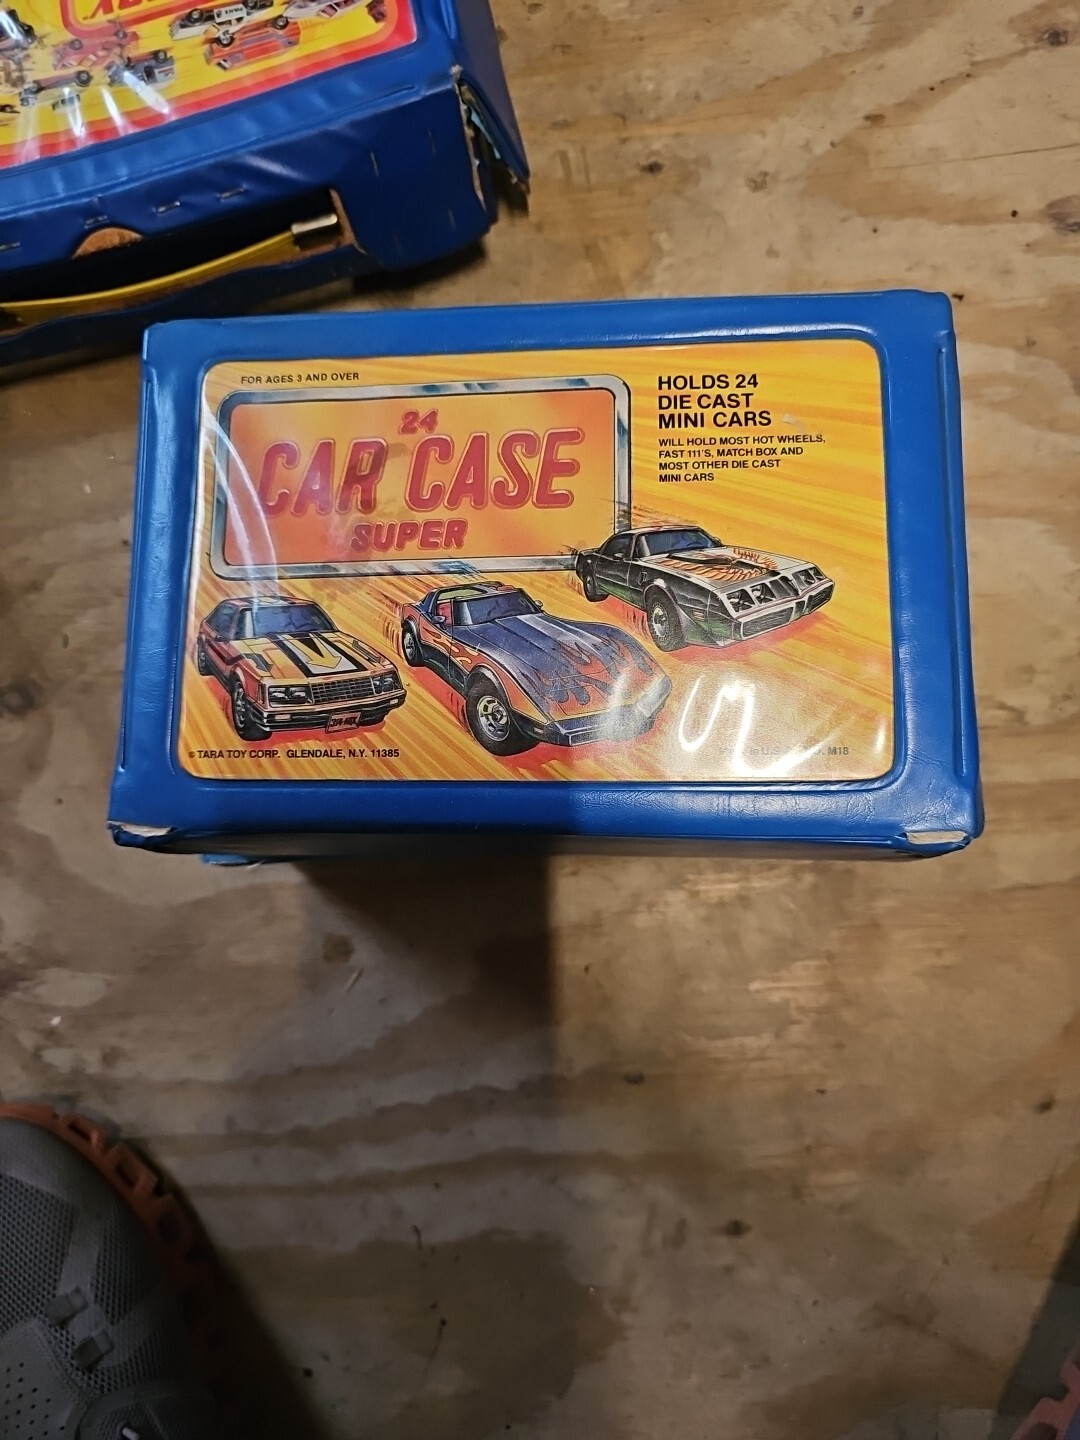 FOR AGES 3 AND OVER
24
CAR CASE
SUPER
HOLDS 24
DIE CAST
MINI CARS
WILL HOLD MOST HOT WHEELS,
FAST 111'S, MATCH BOX AND
MOST OTHER DIE CAST
MINI CARS
© TARA TOY CORP. GLENDALE, N.Y. 11385
M18